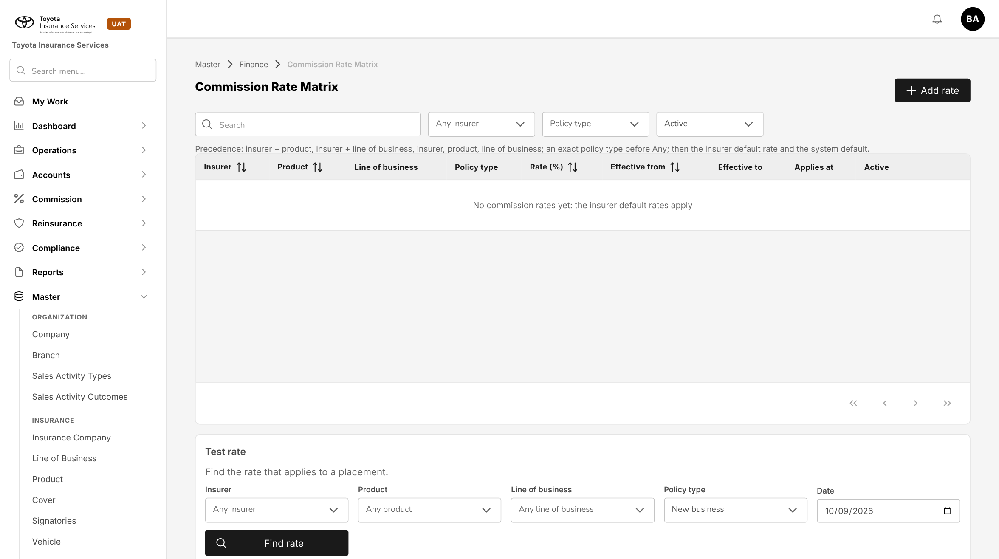 Toyota
Insurance Services
UAT
BA
Toyota Insurance Services
Search menu...
My Work
Dashboard
Operations
Accounts
Commission
Reinsurance
Compliance
Reports
Master
ORGANIZATION
Company
Branch
Sales Activity Types
Sales Activity Outcomes
INSURANCE
Insurance Company
Line of Business
Product
Cover
Signatories
Vehicle
Master Finance Commission Rate Matrix
Commission Rate Matrix
Add rate
Search Any insurer Policy type Active
Precedence: insurer + product, insurer + line of business, insurer, product, line of business; an exact policy type before Any; then the insurer default rate and the system default.
Insurer Product Line of business Policy type Rate (%) Effective from Effective to Applies at Active
No commission rates yet: the insurer default rates apply
Test rate
Find the rate that applies to a placement.
Insurer Product Line of business Policy type Date
Any insurer Any product Any line of business New business 10/09/2026
Find rate